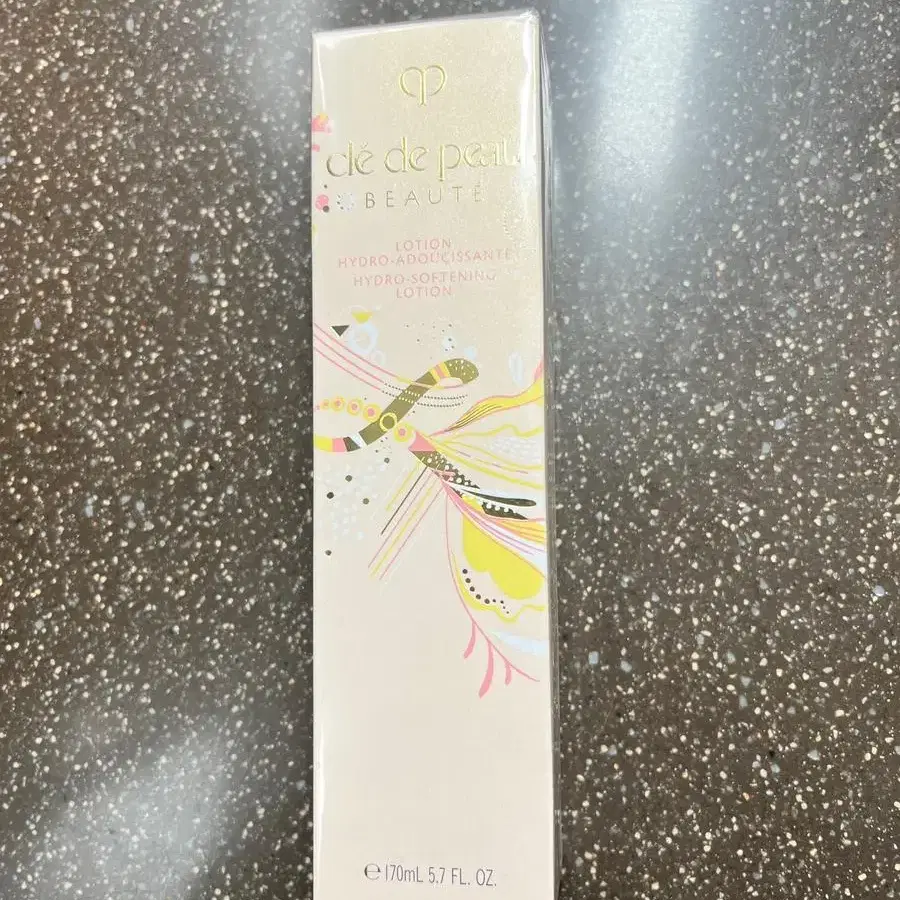 clé de peau
BEAUTÉ
LOTION
HYDRO-ADOUCISSANTE
HYDRO-SOFTENING
LOTION
e 170mL 5.7 FL. OZ.